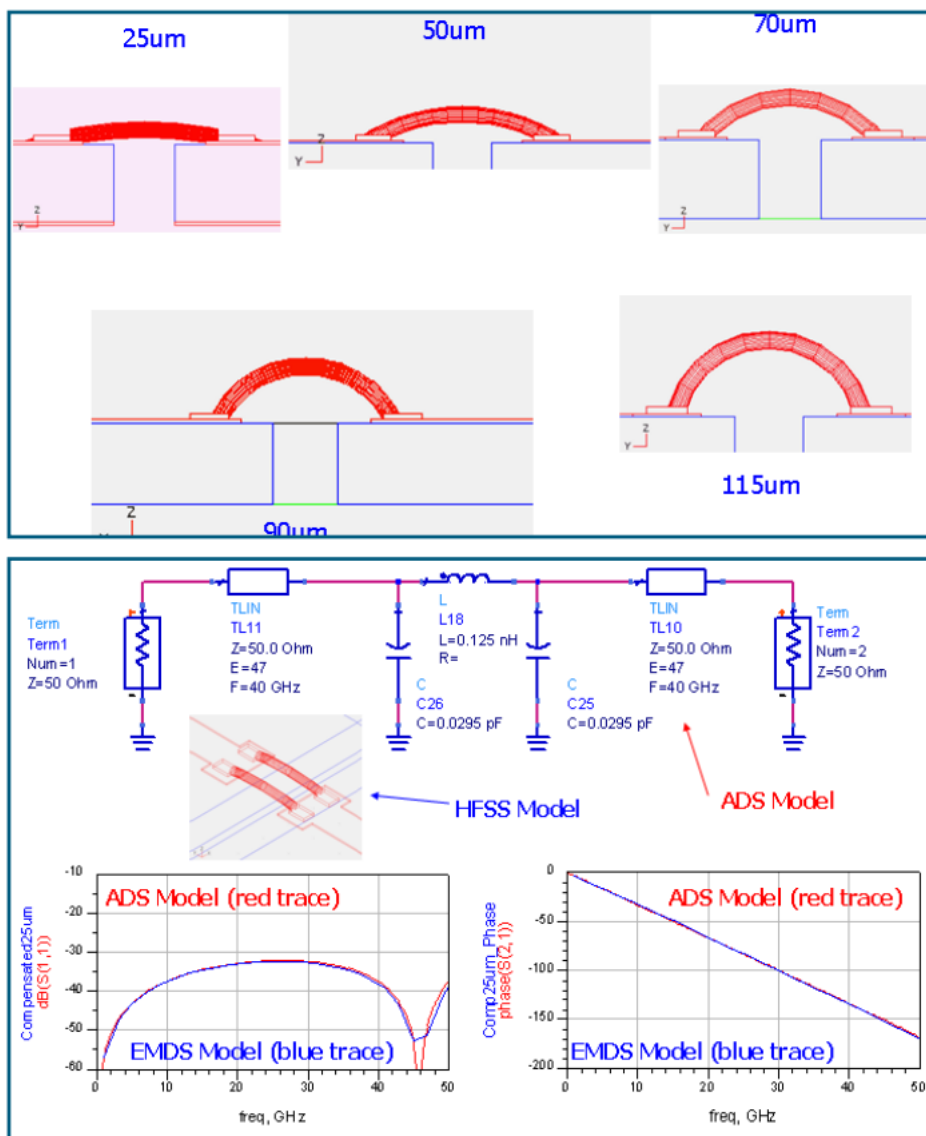 25um
50um
70um
Z
Y
Z
Y
Z
Y
Z
90um
Z
Y
115um
Term
Term1
Num=1
Z=50 Ohm
TLIN
TL11
Z=50.0 Ohm
E=47
F=40 GHz
C
C26
C=0.0295 pF
L
L18
L=0.125 nH
R=
C
C25
C=0.0295 pF
TLIN
TL10
Z=50.0 Ohm
E=47
F=40 GHz
Term
Term2
Num=2
Z=50 Ohm
HFSS Model
ADS Model
Compensated25um
dB(S(1,1))
-10
-20
-30
-40
-50
-60
ADS Model (red trace)
EMDS Model (blue trace)
0
10
20
30
40
50
freq, GHz
Comp25um_Phase
phase(S(2,1))
0
-50
-100
-150
-200
ADS Model (red trace)
EMDS Model (blue trace)
0
10
20
30
40
50
freq, GHz